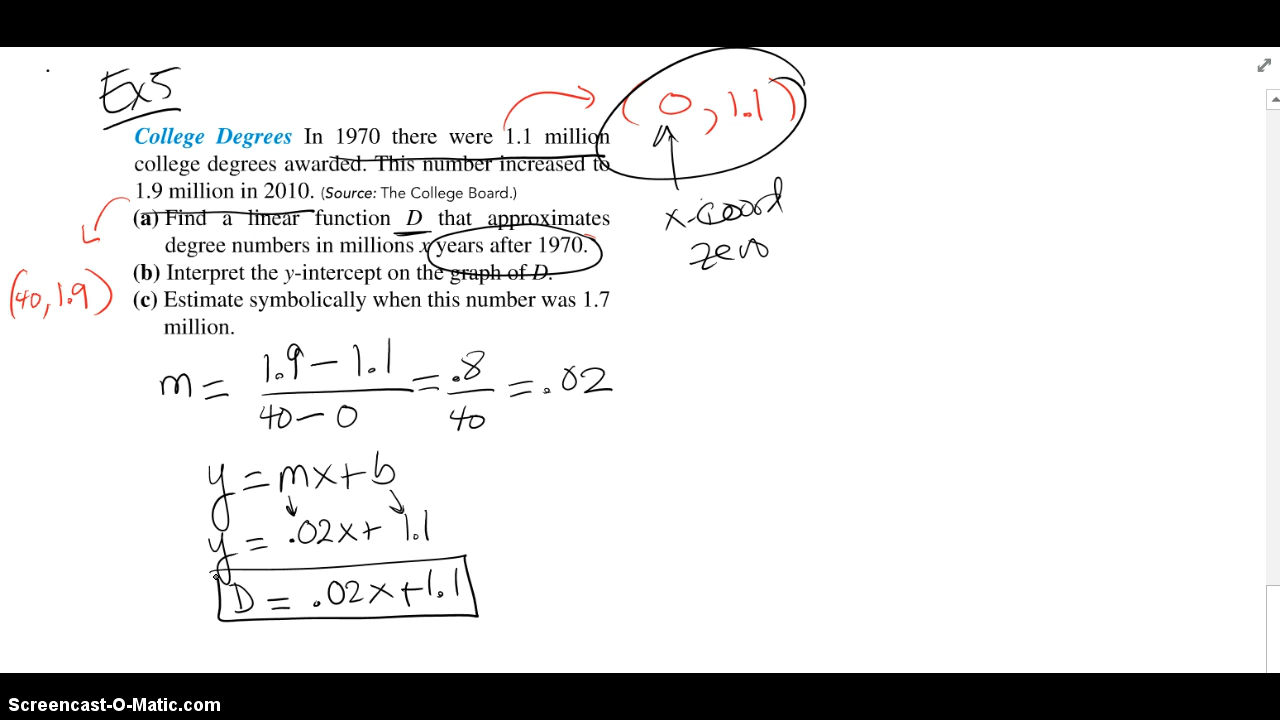 Ex5
(0, 1.1)
College Degrees In 1970 there were 1.1 million
college degrees awarded. This number increased to
1.9 million in 2010. (Source: The College Board.)
(a) Find a linear function D that approximates
degree numbers in millions x years after 1970.
(b) Interpret the y-intercept on the graph of D.
(c) Estimate symbolically when this number was 1.7
million.
x-coord
zero
(40, 1.9)
m = 1.9 - 1.1 / 40 - 0 = .8 / 40 = .02
y = mx + b
y = .02x + 1.1
D = .02x + 1.1
Screencast-O-Matic.com